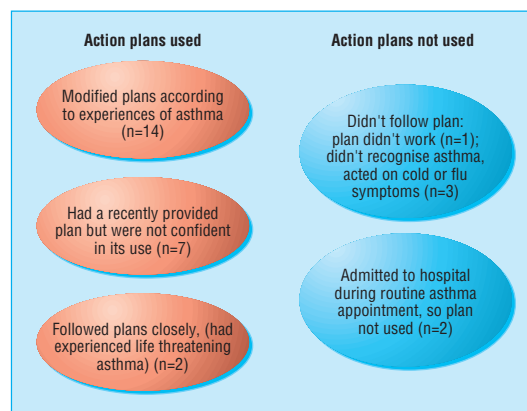 Action plans used
Modified plans according
to experiences of asthma
(n=14)
Had a recently provided
plan but were not confident
in its use (n=7)
Followed plans closely, (had
experienced life threatening
asthma) (n=2)
Action plans not used
Didn't follow plan:
plan didn't work (n=1);
didn't recognise asthma,
acted on cold or flu
symptoms (n=3)
Admitted to hospital
during routine asthma
appointment, so plan
not used (n=2)